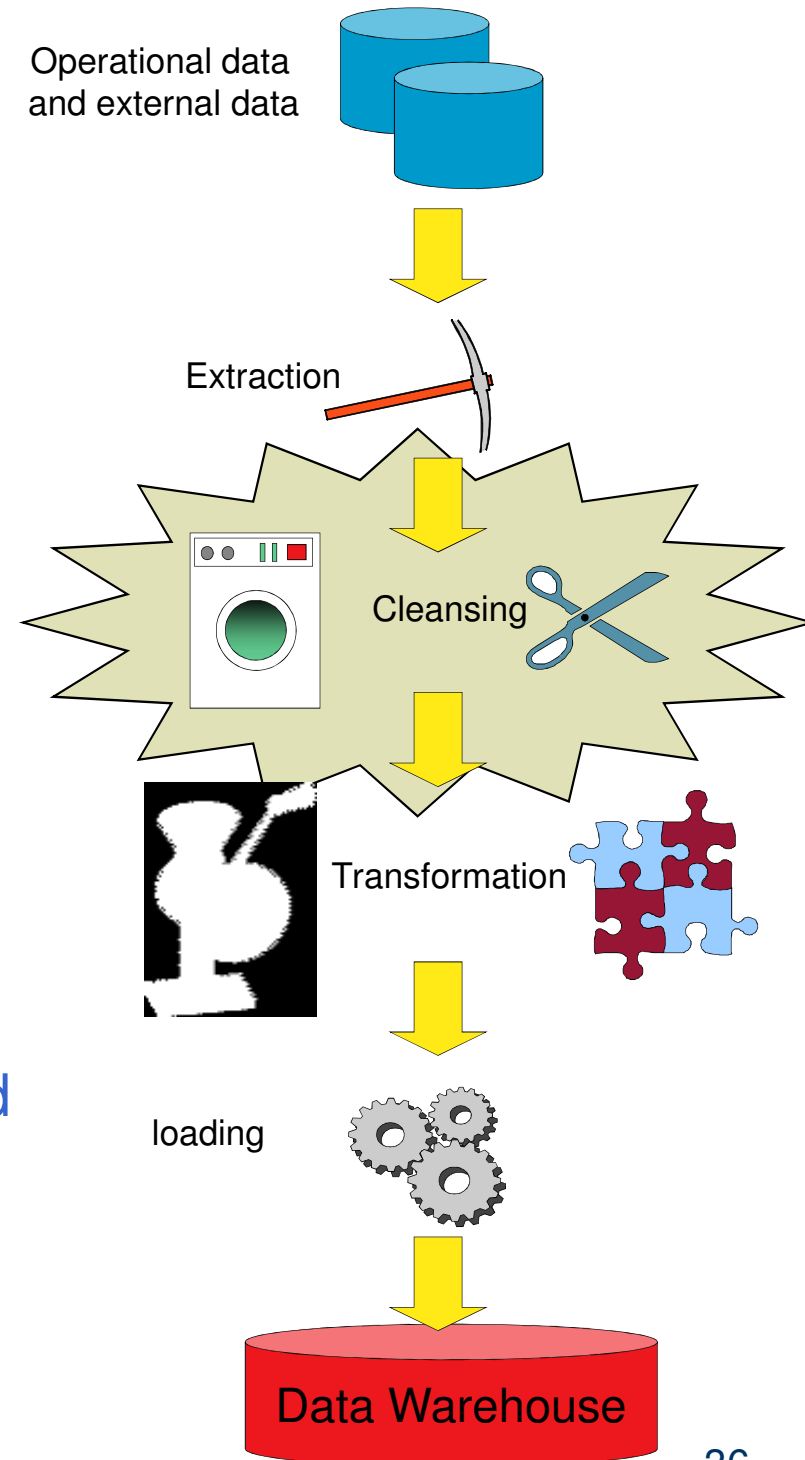 Operational data
and external data
Extraction
Cleansing
Transformation
loading
Data Warehouse